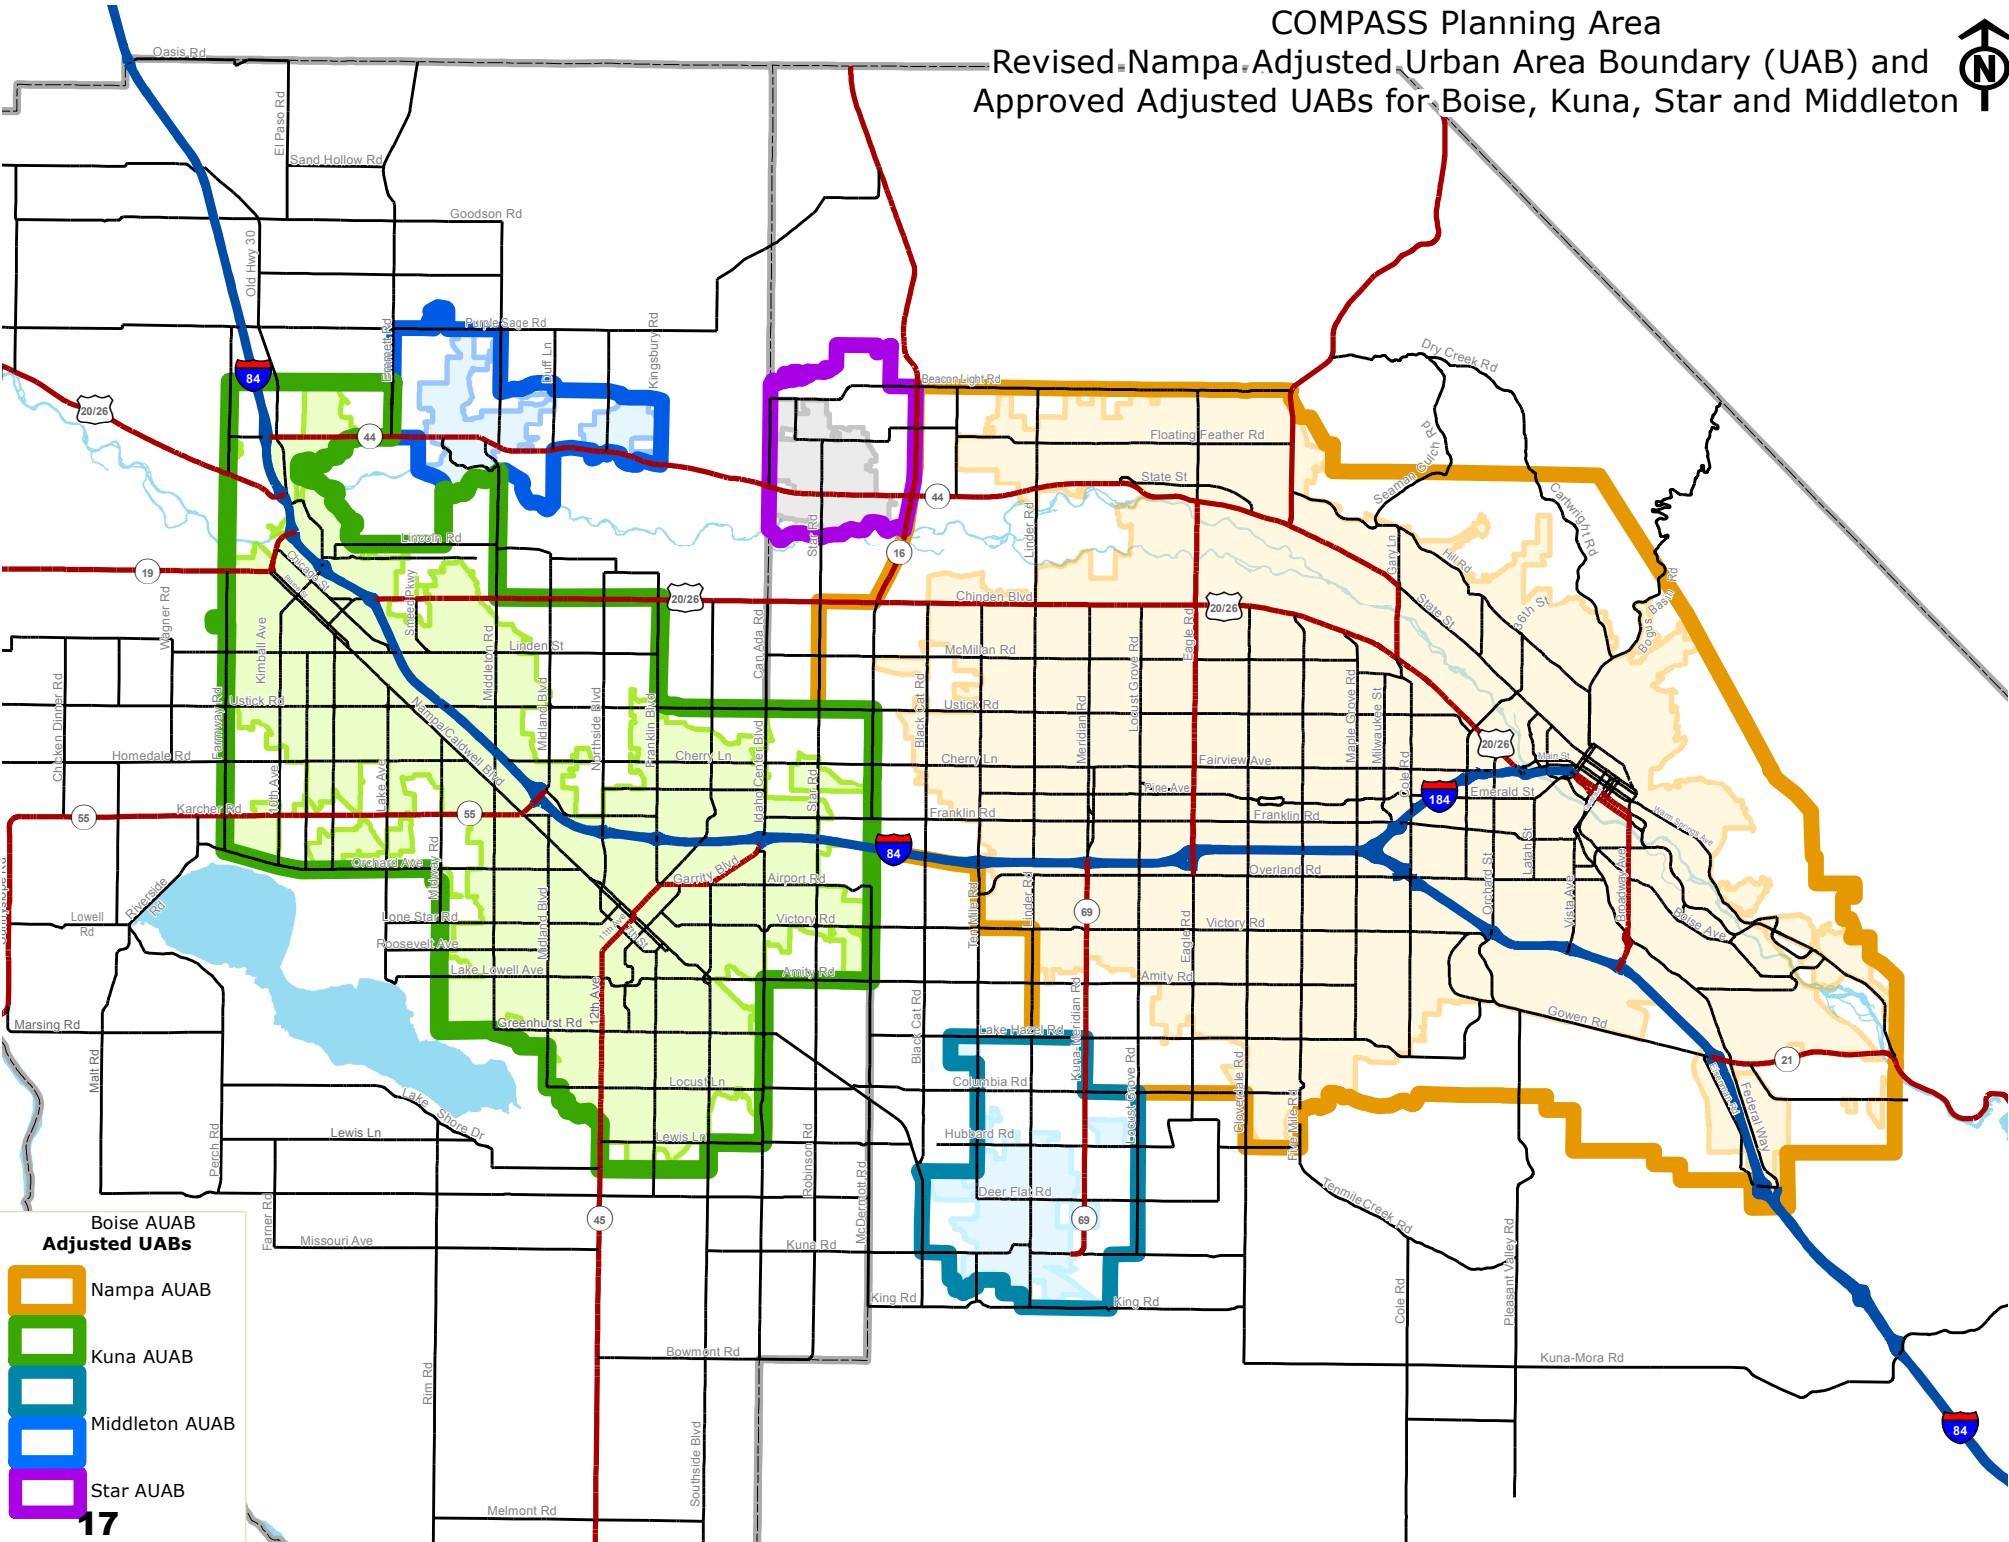 COMPASS Planning Area
Revised Nampa Adjusted Urban Area Boundary (UAB) and
Approved Adjusted UABs for Boise, Kuna, Star and Middleton
N
Oasis Rd
El Paso Rd
Sand Hollow Rd
Goodson Rd
Old Hwy 30
Purple Sage Rd
Emmett Rd
Duff Ln
Kingsbury Rd
84
20/26
44
Beacon Light Rd
Dry Creek Rd
Floating Feather Rd
Seaman Gulch Rd
State St
44
Cartwright Rd
Star Rd
Linder Rd
Lincoln Rd
16
Gary Ln
Hill Rd
19
Chicago St
Smeed Pkwy
20/26
Chinden Blvd
20/26
State St
36th St
Bogus Basin Rd
Wagner Rd
Kimball Ave
Middleton Rd
Linden St
Can Ada Rd
McMillan Rd
Locust Grove Rd
Eagle Rd
Chicken Dinner Rd
Farmway Rd
Ustick Rd
Nampa/Caldwell Blvd
Midland Blvd
Northside Blvd
Franklin Blvd
Idaho Center Blvd
Black Cat Rd
Ustick Rd
Meridian Rd
Maple Grove Rd
Milwaukee St
Cole Rd
20/26
Homedale Rd
10th Ave
Lake Ave
Cherry Ln
Star Rd
Cherry Ln
Fairview Ave
Main St
Pine Ave
184
Emerald St
55
Karcher Rd
55
Franklin Rd
Franklin Rd
Warm Springs Ave
84
Orchard Ave
Midway Rd
Garrity Blvd
Airport Rd
Overland Rd
Orchard St
Latah St
Vista Ave
Broadway Ave
Riverside
Rd
Lowell
Rd
Lone Star Rd
Midland Blvd
11th Ave
7th St
Victory Rd
Ten Mile Rd
Linder Rd
69
Eagle Rd
Victory Rd
Boise Ave
Roosevelt Ave
Lake Lowell Ave
12th Ave
Amity Rd
Amity Rd
Kuna-Meridian Rd
Marsing Rd
Greenhurst Rd
Black Cat Rd
Lake Hazel Rd
Gowen Rd
21
Malt Rd
Locust Ln
Columbia Rd
Locust Grove Rd
Cloverdale Rd
Five Mile Rd
Federal Way
Lake Shore Dr
Perch Rd
Lewis Ln
Lewis Ln
Robinson Rd
McDermott Rd
Hubbard Rd
Deer Flat Rd
Tenmile Creek Rd
Pleasant Valley Rd
Farner Rd
Missouri Ave
45
Kuna Rd
69
King Rd
King Rd
Cole Rd
Rim Rd
Bowmont Rd
Kuna-Mora Rd
Southside Blvd
84
Melmont Rd
Boise AUAB
Adjusted UABs
Nampa AUAB
Kuna AUAB
Middleton AUAB
Star AUAB
17